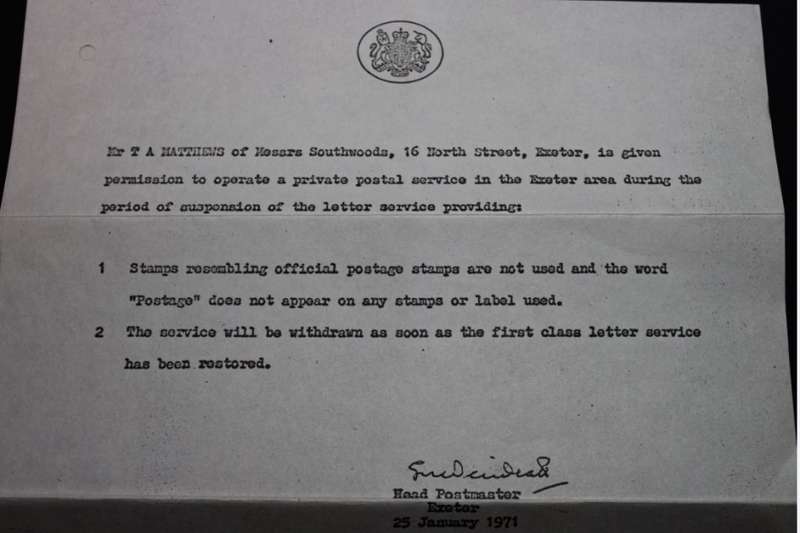 Mr T A MATTHEWS of Messrs Southwoods, 16 North Street, Exeter, is given
permission to operate a private postal service in the Exeter area during the
period of suspension of the letter service providing:
1 Stamps resembling official postage stamps are not used and the word
"Postage" does not appear on any stamps or label used.
2 The service will be withdrawn as soon as the first class letter service
has been restored.
Head Postmaster
Exeter
25 January 1971